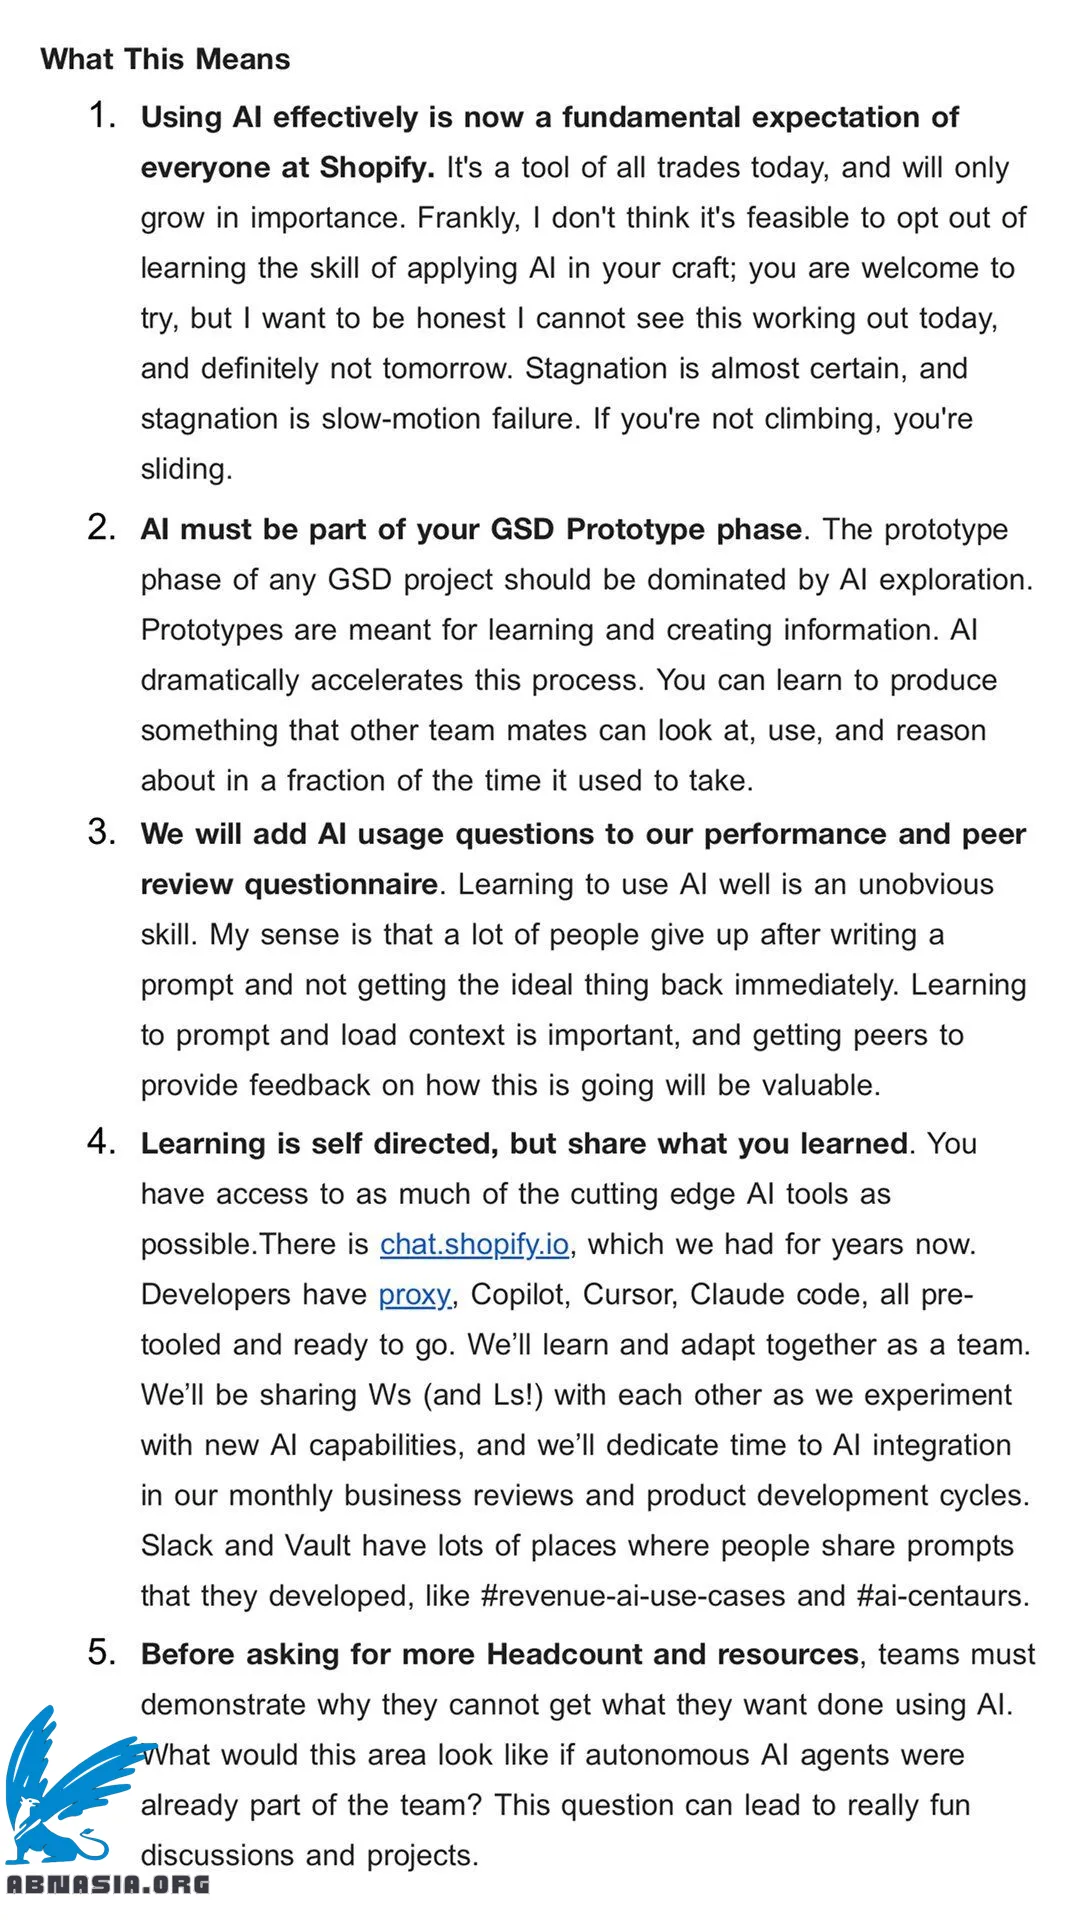 What This Means
1. Using AI effectively is now a fundamental expectation of
everyone at Shopify. It's a tool of all trades today, and will only
grow in importance. Frankly, I don't think it's feasible to opt out of
learning the skill of applying AI in your craft; you are welcome to
try, but I want to be honest I cannot see this working out today,
and definitely not tomorrow. Stagnation is almost certain, and
stagnation is slow-motion failure. If you're not climbing, you're
sliding.
2. AI must be part of your GSD Prototype phase. The prototype
phase of any GSD project should be dominated by AI exploration.
Prototypes are meant for learning and creating information. AI
dramatically accelerates this process. You can learn to produce
something that other team mates can look at, use, and reason
about in a fraction of the time it used to take.
3. We will add AI usage questions to our performance and peer
review questionnaire. Learning to use AI well is an unobvious
skill. My sense is that a lot of people give up after writing a
prompt and not getting the ideal thing back immediately. Learning
to prompt and load context is important, and getting peers to
provide feedback on how this is going will be valuable.
4. Learning is self directed, but share what you learned. You
have access to as much of the cutting edge AI tools as
possible.There is chat.shopify.io, which we had for years now.
Developers have proxy, Copilot, Cursor, Claude code, all pre-
tooled and ready to go. We’ll learn and adapt together as a team.
We’ll be sharing Ws (and Ls!) with each other as we experiment
with new AI capabilities, and we’ll dedicate time to AI integration
in our monthly business reviews and product development cycles.
Slack and Vault have lots of places where people share prompts
that they developed, like #revenue-ai-use-cases and #ai-centaurs.
5. Before asking for more Headcount and resources, teams must
demonstrate why they cannot get what they want done using AI.
What would this area look like if autonomous AI agents were
already part of the team? This question can lead to really fun
discussions and projects.
ABNASIA.ORG